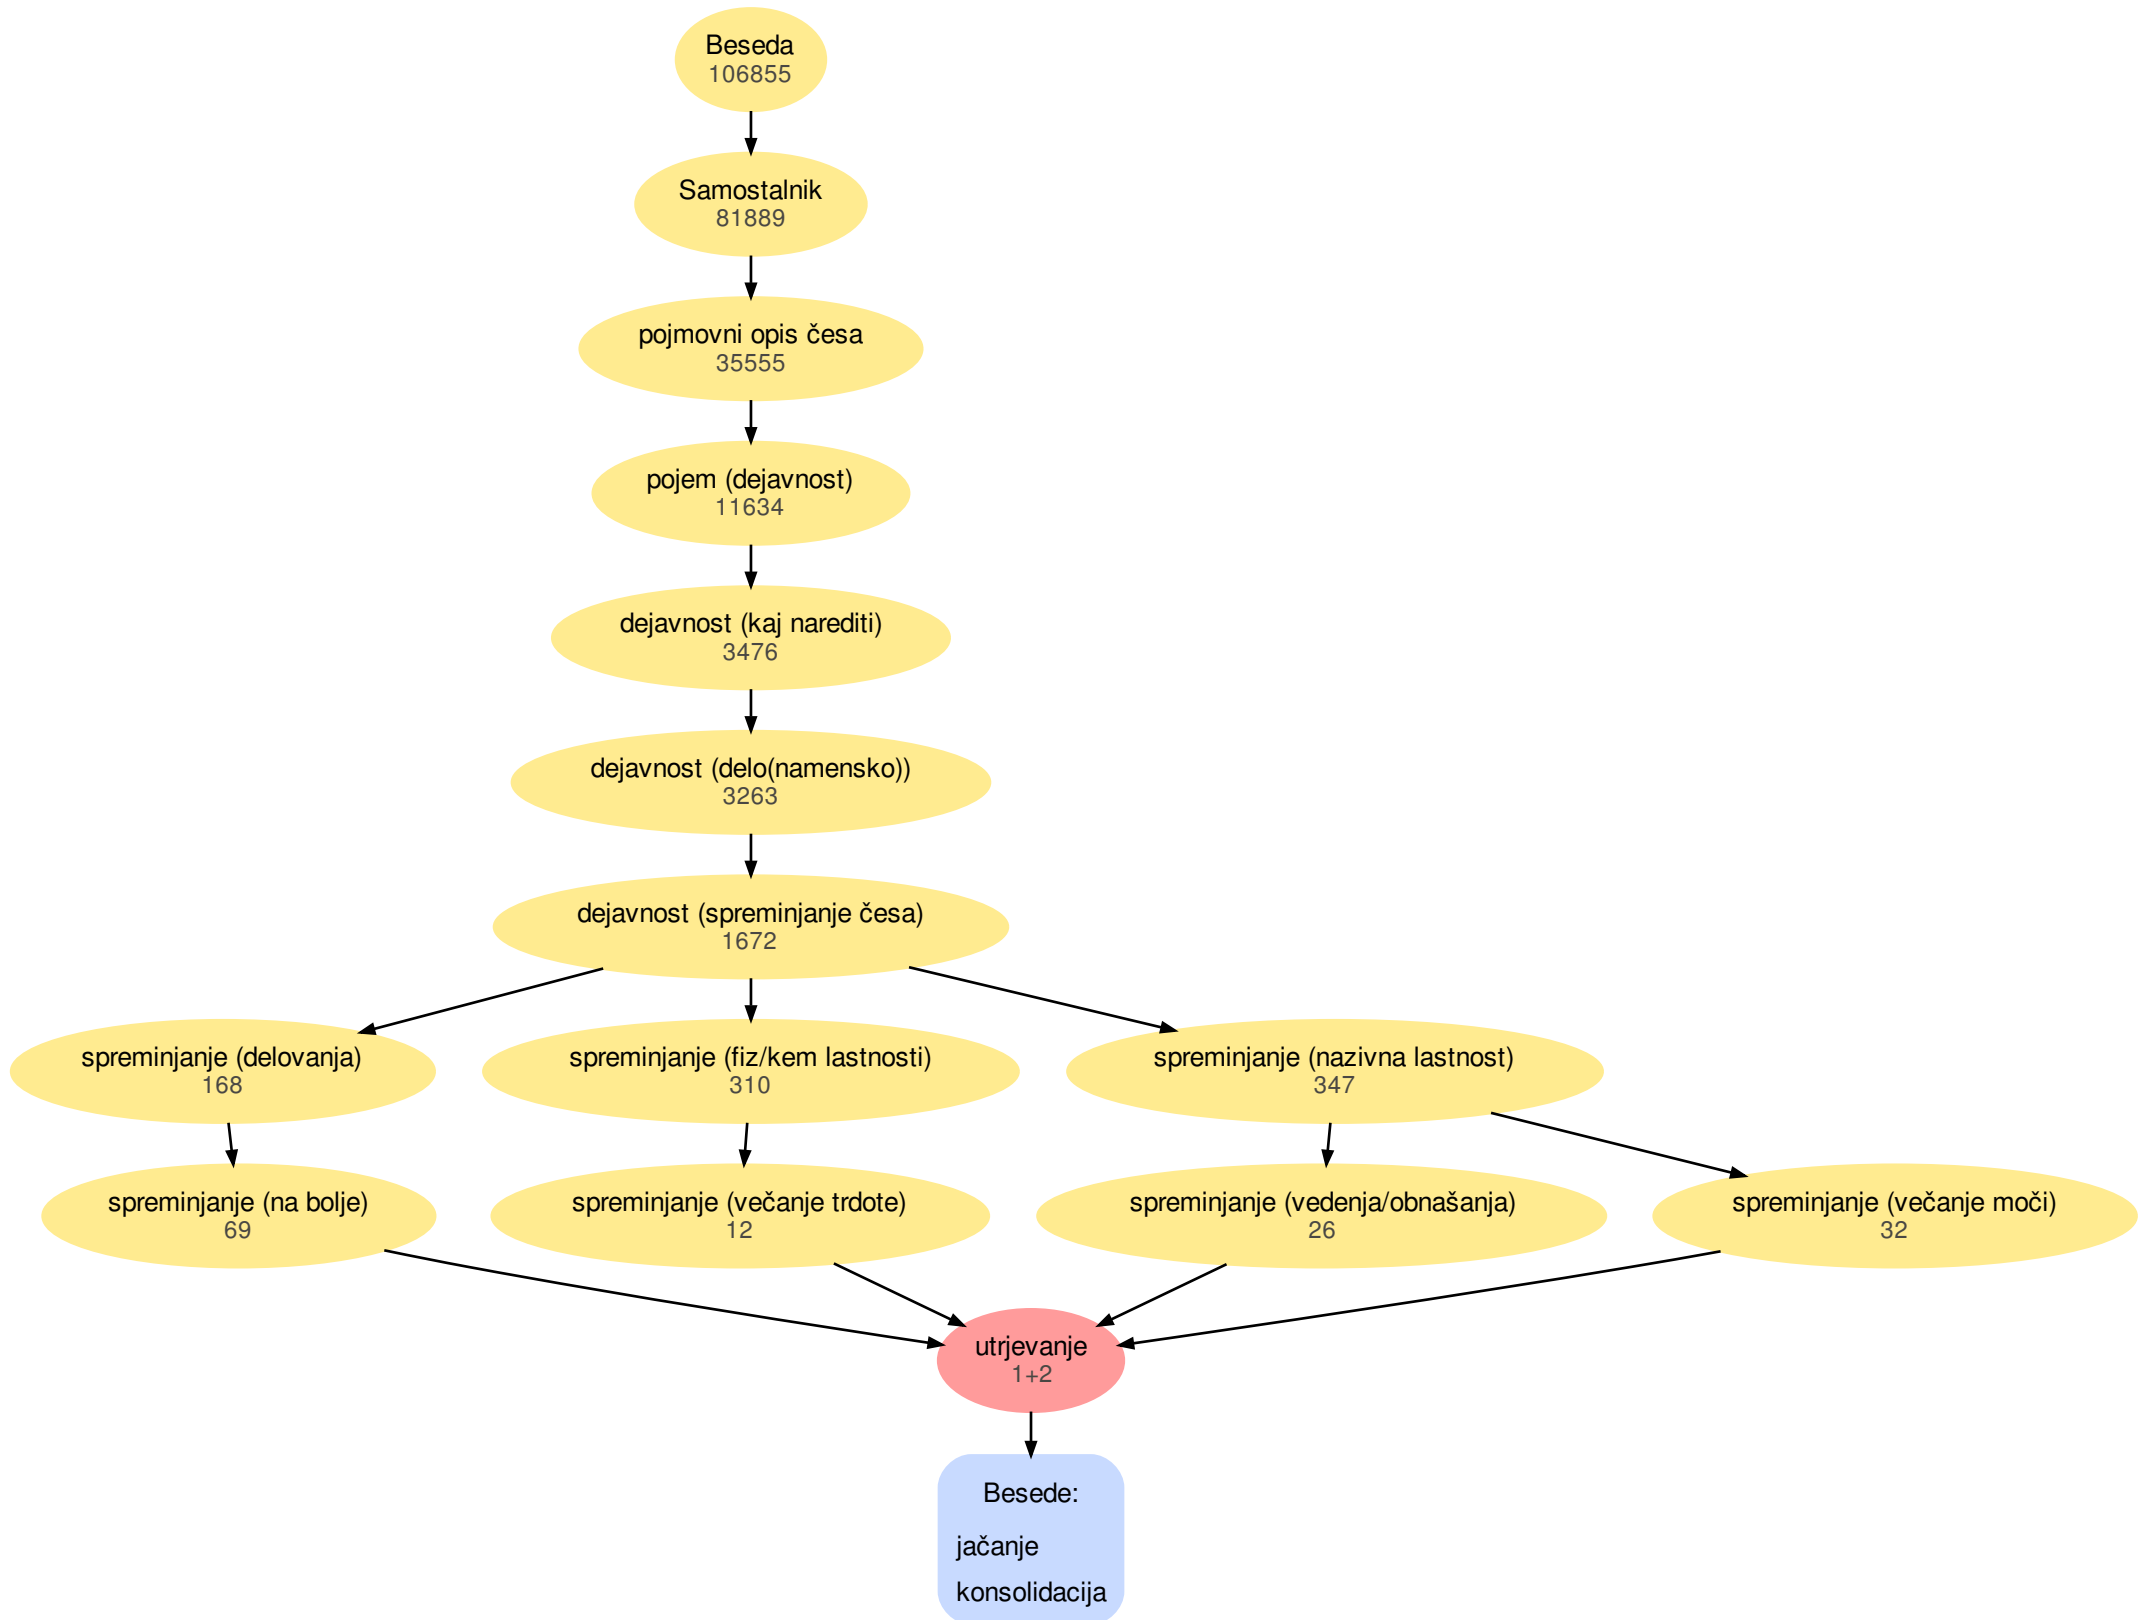 Beseda
106855
Samostalnik
81889
pojmovni opis česa
35555
pojem (dejavnost)
11634
dejavnost (kaj narediti)
3476
dejavnost (delo(namensko))
3263
dejavnost (spreminjanje česa)
1672
spreminjanje (delovanja)
168
spreminjanje (fiz/kem lastnosti)
310
spreminjanje (nazivna lastnost)
347
spreminjanje (na bolje)
69
spreminjanje (večanje trdote)
12
spreminjanje (vedenja/obnašanja)
26
spreminjanje (večanje moči)
32
utrjevanje
1+2
Besede:
jačanje
konsolidacija